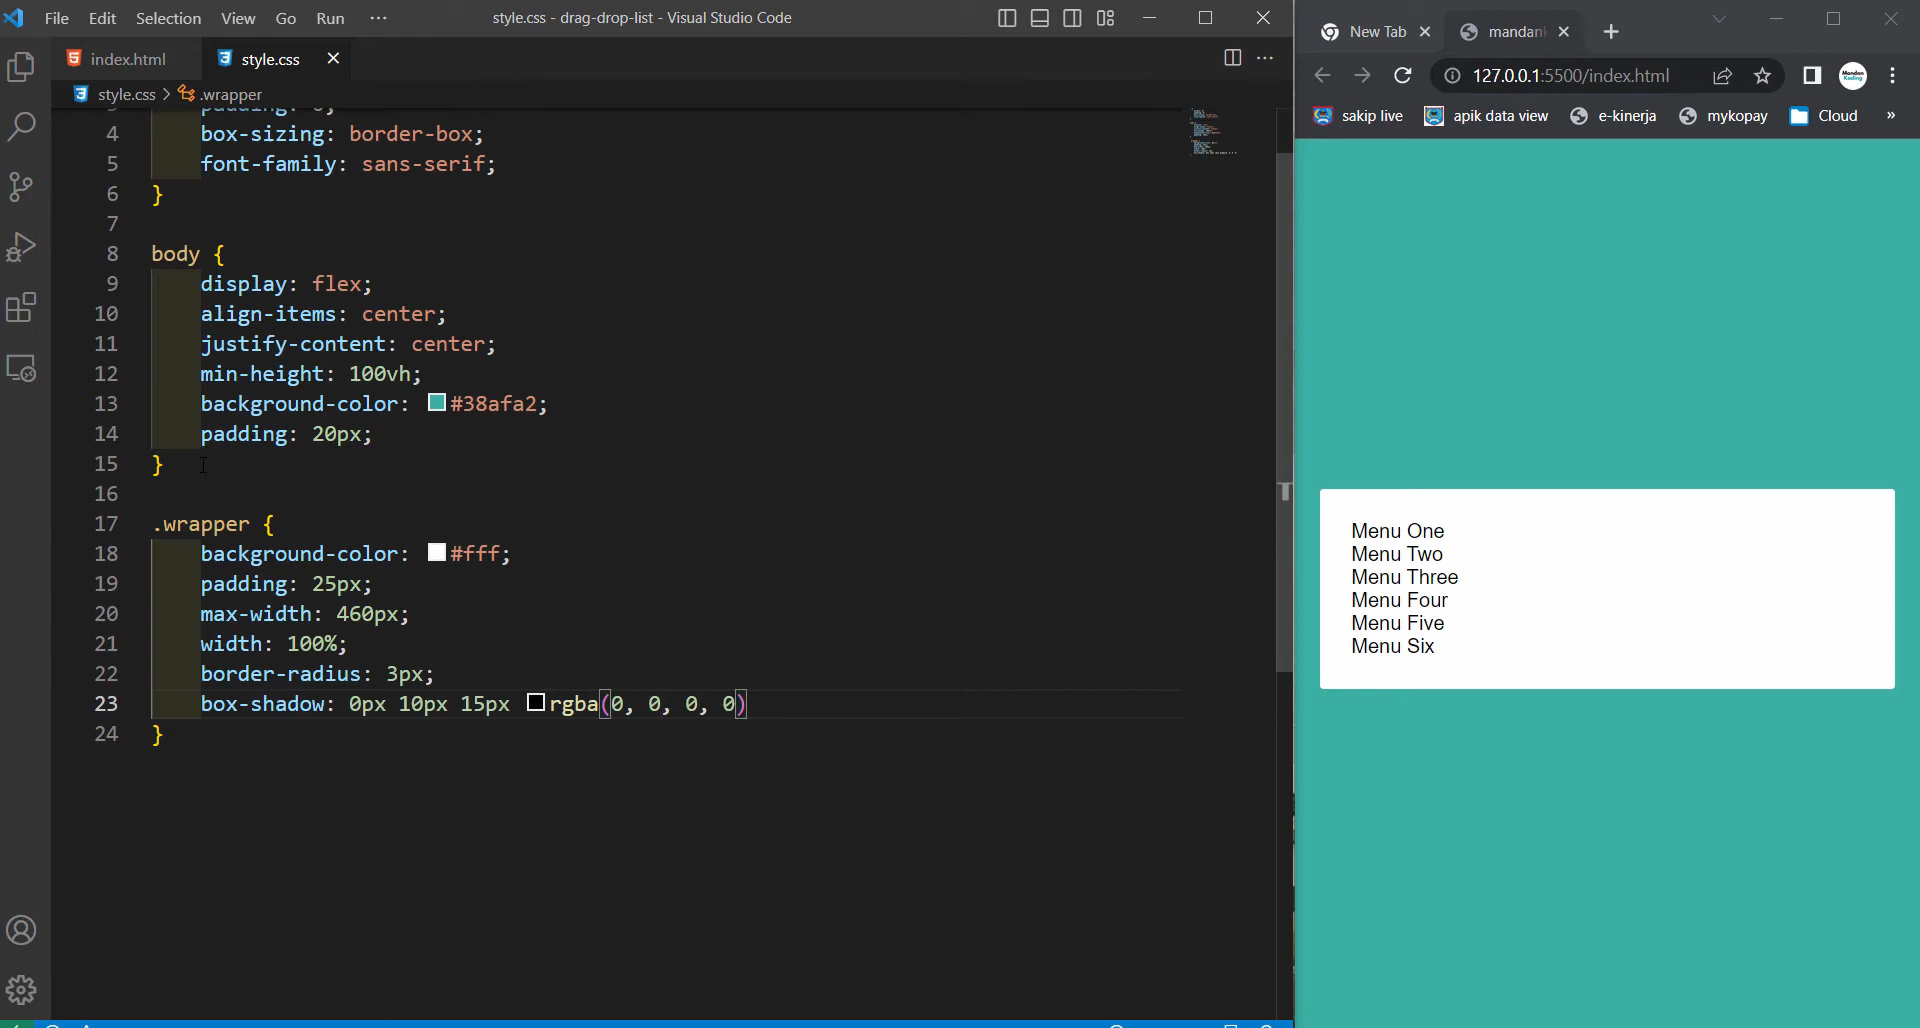 File Edit Selection View Go Run ··· style.css - drag-drop-list - Visual Studio Code
index.html style.css
style.css > .wrapper
4 box-sizing: border-box;
5 font-family: sans-serif;
6 }
7
8 body {
9 display: flex;
10 align-items: center;
11 justify-content: center;
12 min-height: 100vh;
13 background-color: #38afa2;
14 padding: 20px;
15 }
16
17 .wrapper {
18 background-color: #fff;
19 padding: 25px;
20 max-width: 460px;
21 width: 100%;
22 border-radius: 3px;
23 box-shadow: 0px 10px 15px rgba(0, 0, 0, 0)
24 }
New Tab mandan
127.0.0.1:5500/index.html
Mandan
Koding
sakip live apik data view e-kinerja mykopay Cloud »
Menu One
Menu Two
Menu Three
Menu Four
Menu Five
Menu Six